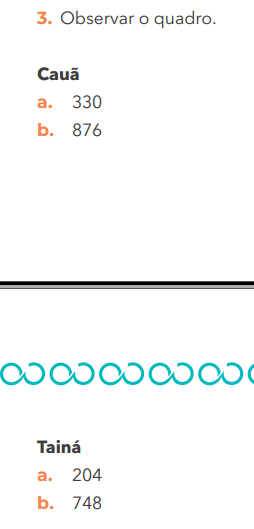 3. Observar o quadro.
Cauã
a. 330
b. 876
Tainá
a. 204
b. 748